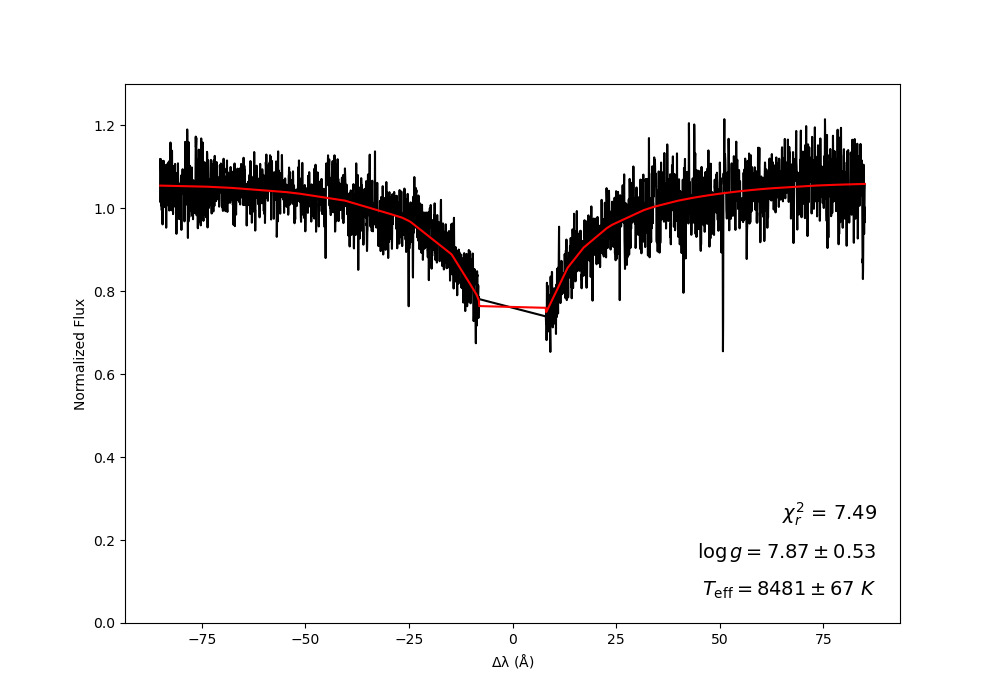 1.2
1.0
0.8
0.6
0.4
0.2
0.0
Normalized Flux
χ²ᵣ = 7.49
log g = 7.87 ± 0.53
T_eff = 8481 ± 67 K
−75 −50 −25 0 25 50 75
Δλ (Å)